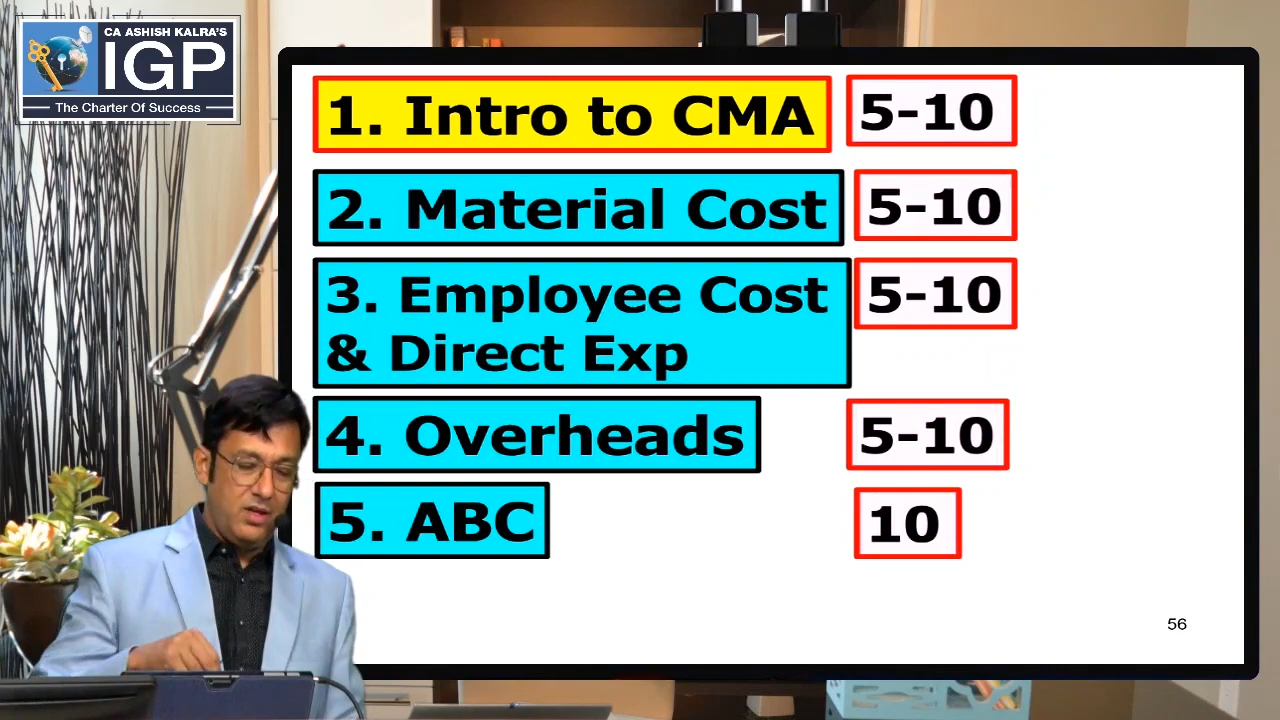 CA ASHISH KALRA'S
IGP
The Charter Of Success
1. Intro to CMA 5-10
2. Material Cost 5-10
3. Employee Cost 5-10
& Direct Exp
4. Overheads 5-10
5. ABC 10
56